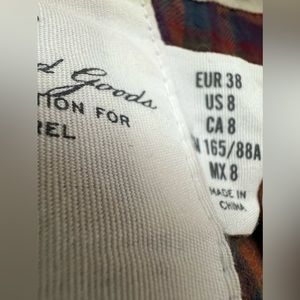 d Goods
TION FOR
REL
EUR 38
US 8
CA 8
N 165/88A
MX 8
MADE IN
CHINA